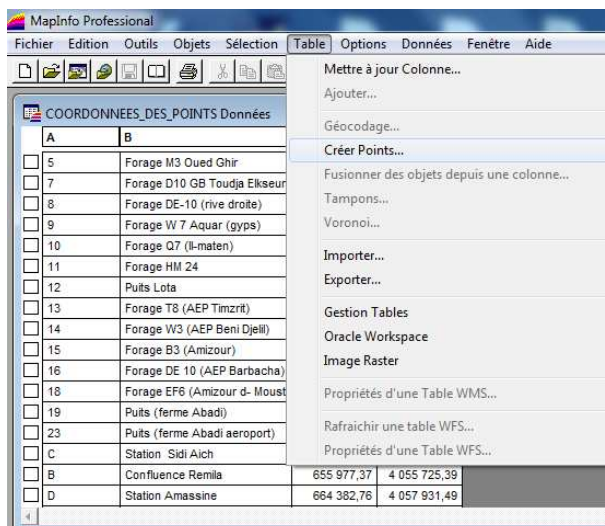 MapInfo Professional
Fichier Edition Outils Objets Sélection Table Options Données Fenêtre Aide
COORDONNEES_DES_POINTS Données
A B
5 Forage M3 Oued Ghir
7 Forage D10 GB Toudja Elkseur
8 Forage DE-10 (rive droite)
9 Forage W 7 Aquar (gyps)
10 Forage Q7 (Il-maten)
11 Forage HM 24
12 Puits Lota
13 Forage T8 (AEP Timzrit)
14 Forage W3 (AEP Beni Djelil)
15 Forage B3 (Amizour)
16 Forage DE 10 (AEP Barbacha)
18 Forage EF6 (Amizour d- Moust
19 Puits (ferme Abadi)
23 Puits (ferme Abadi aeroport)
C Station Sidi Aich
B Confluence Remila 655 977,37 4 055 725,39
D Station Amassine 664 382,76 4 057 931,49
Mettre à jour Colonne...
Ajouter...
Géocodage...
Créer Points...
Fusionner des objets depuis une colonne...
Tampons...
Voronoi...
Importer...
Exporter...
Gestion Tables
Oracle Workspace
Image Raster
Propriétés d'une Table WMS...
Rafraichir une table WFS...
Propriétés d'une Table WFS...